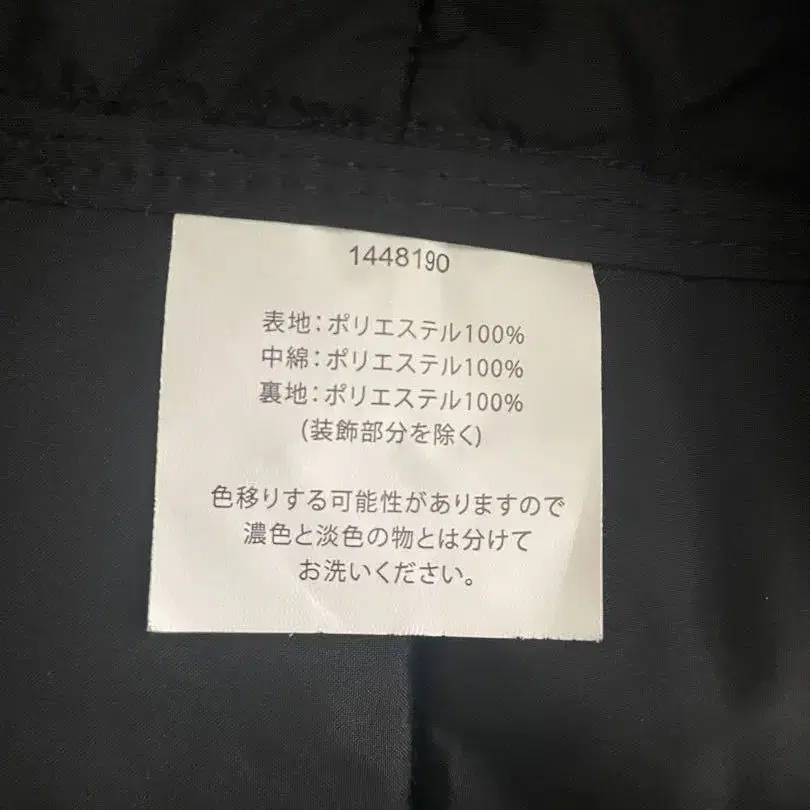 1448190
表地：ポリエステル100%
中綿：ポリエステル100%
裏地：ポリエステル100%
(装飾部分を除く)
色移りする可能性がありますので
濃色と淡色の物とは分けて
お洗いください。